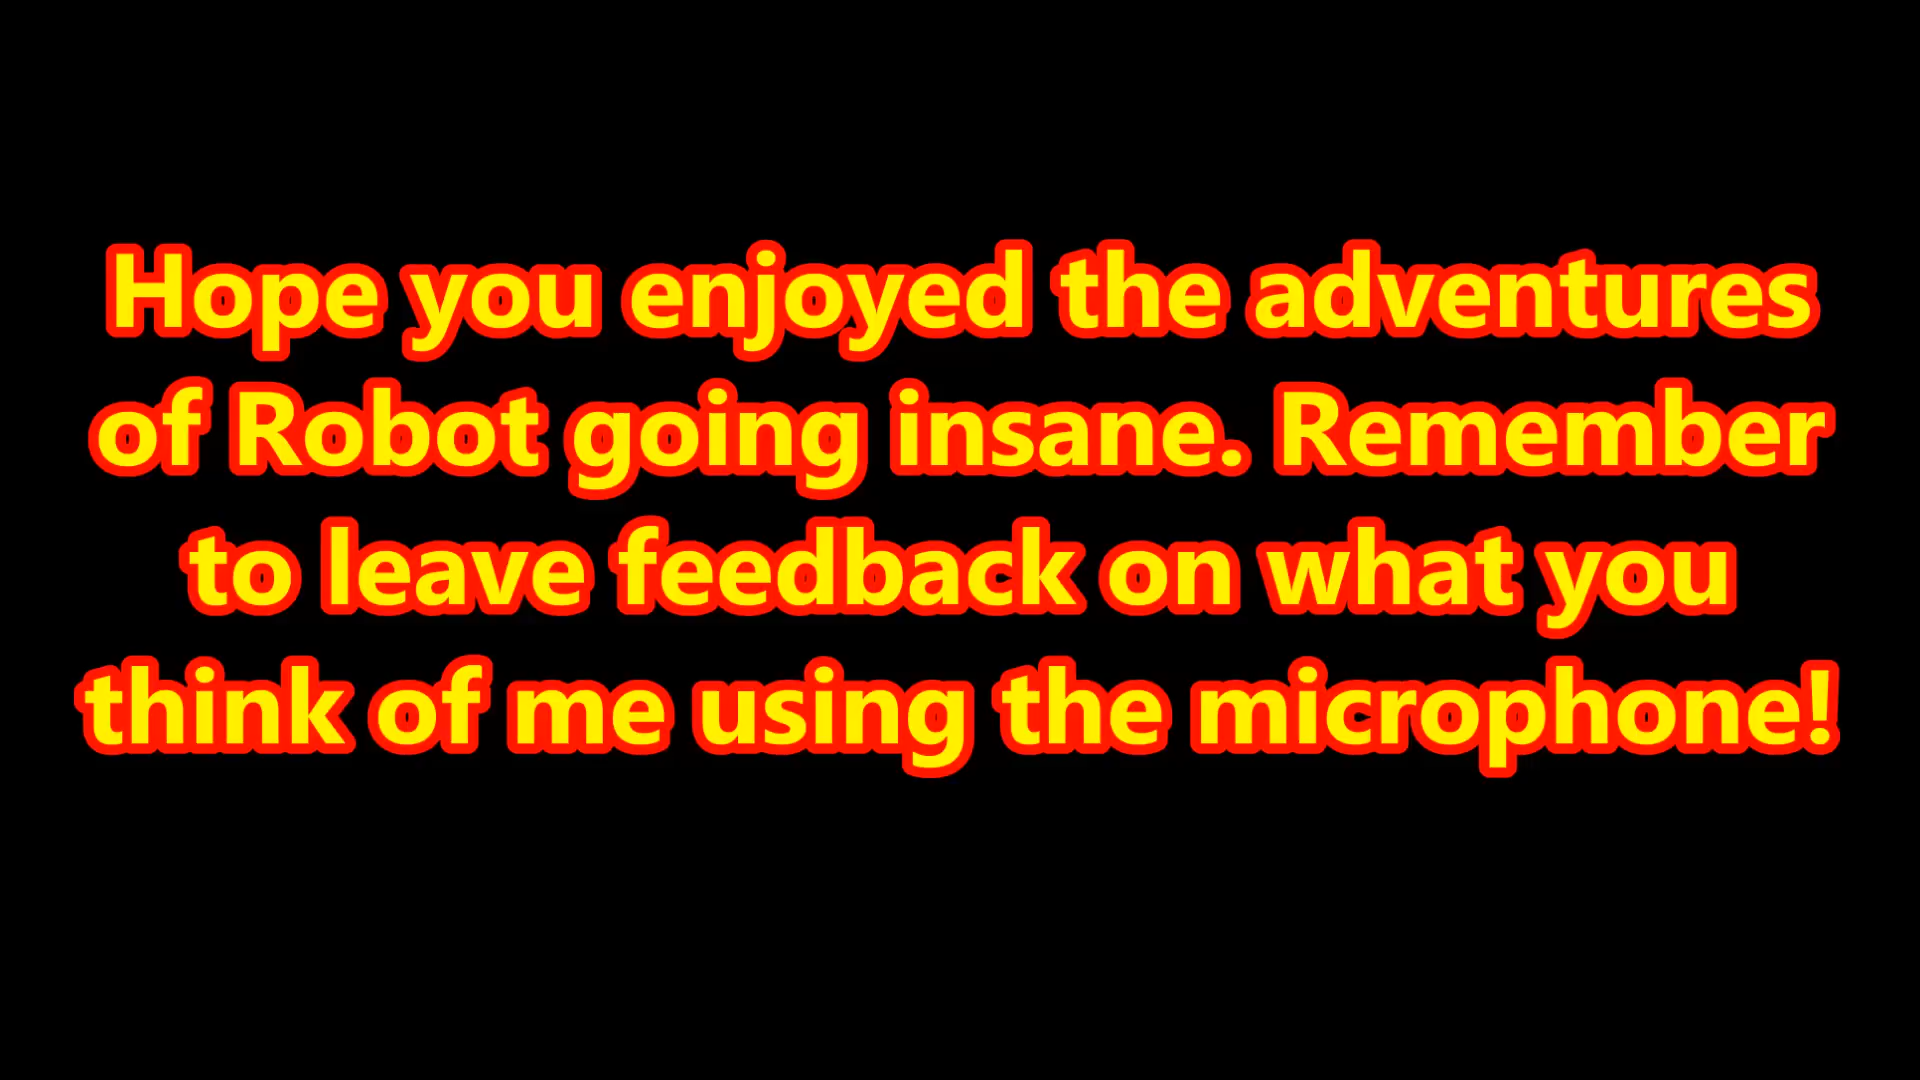 Hope you enjoyed the adventures
of Robot going insane. Remember
to leave feedback on what you
think of me using the microphone!